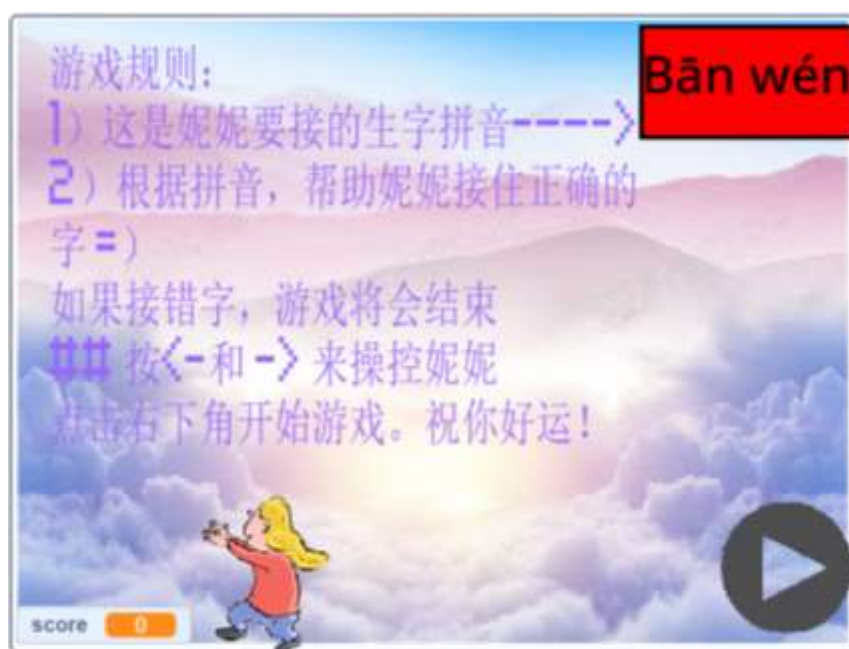 游戏规则:
Bān wén
1) 这是妮妮要接的生字拼音---->
2) 根据拼音，帮助妮妮接住正确的
字=)
如果接错字，游戏将会结束
## 按<-和->来操控妮妮
点击右下角开始游戏。祝你好运!
score 0